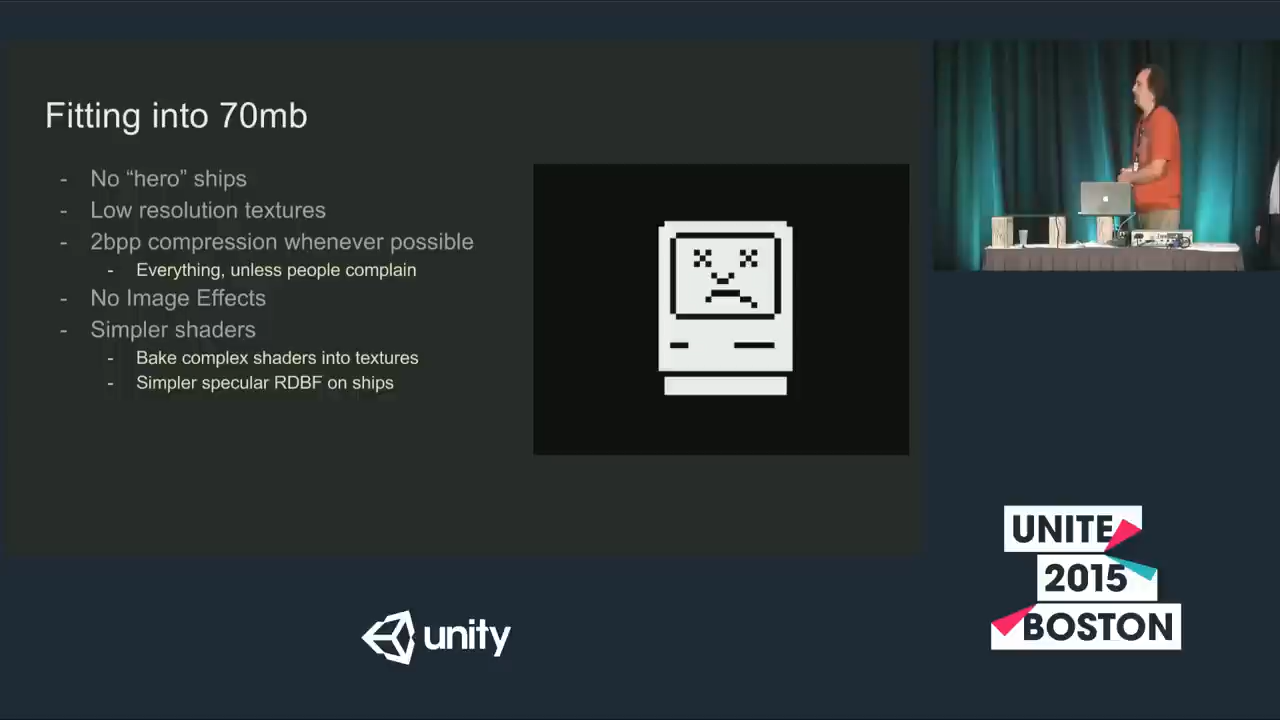 Fitting into 70mb
- No “hero” ships
- Low resolution textures
- 2bpp compression whenever possible
- Everything, unless people complain
- No Image Effects
- Simpler shaders
- Bake complex shaders into textures
- Simpler specular RDBF on ships
UNITE
2015
BOSTON
unity